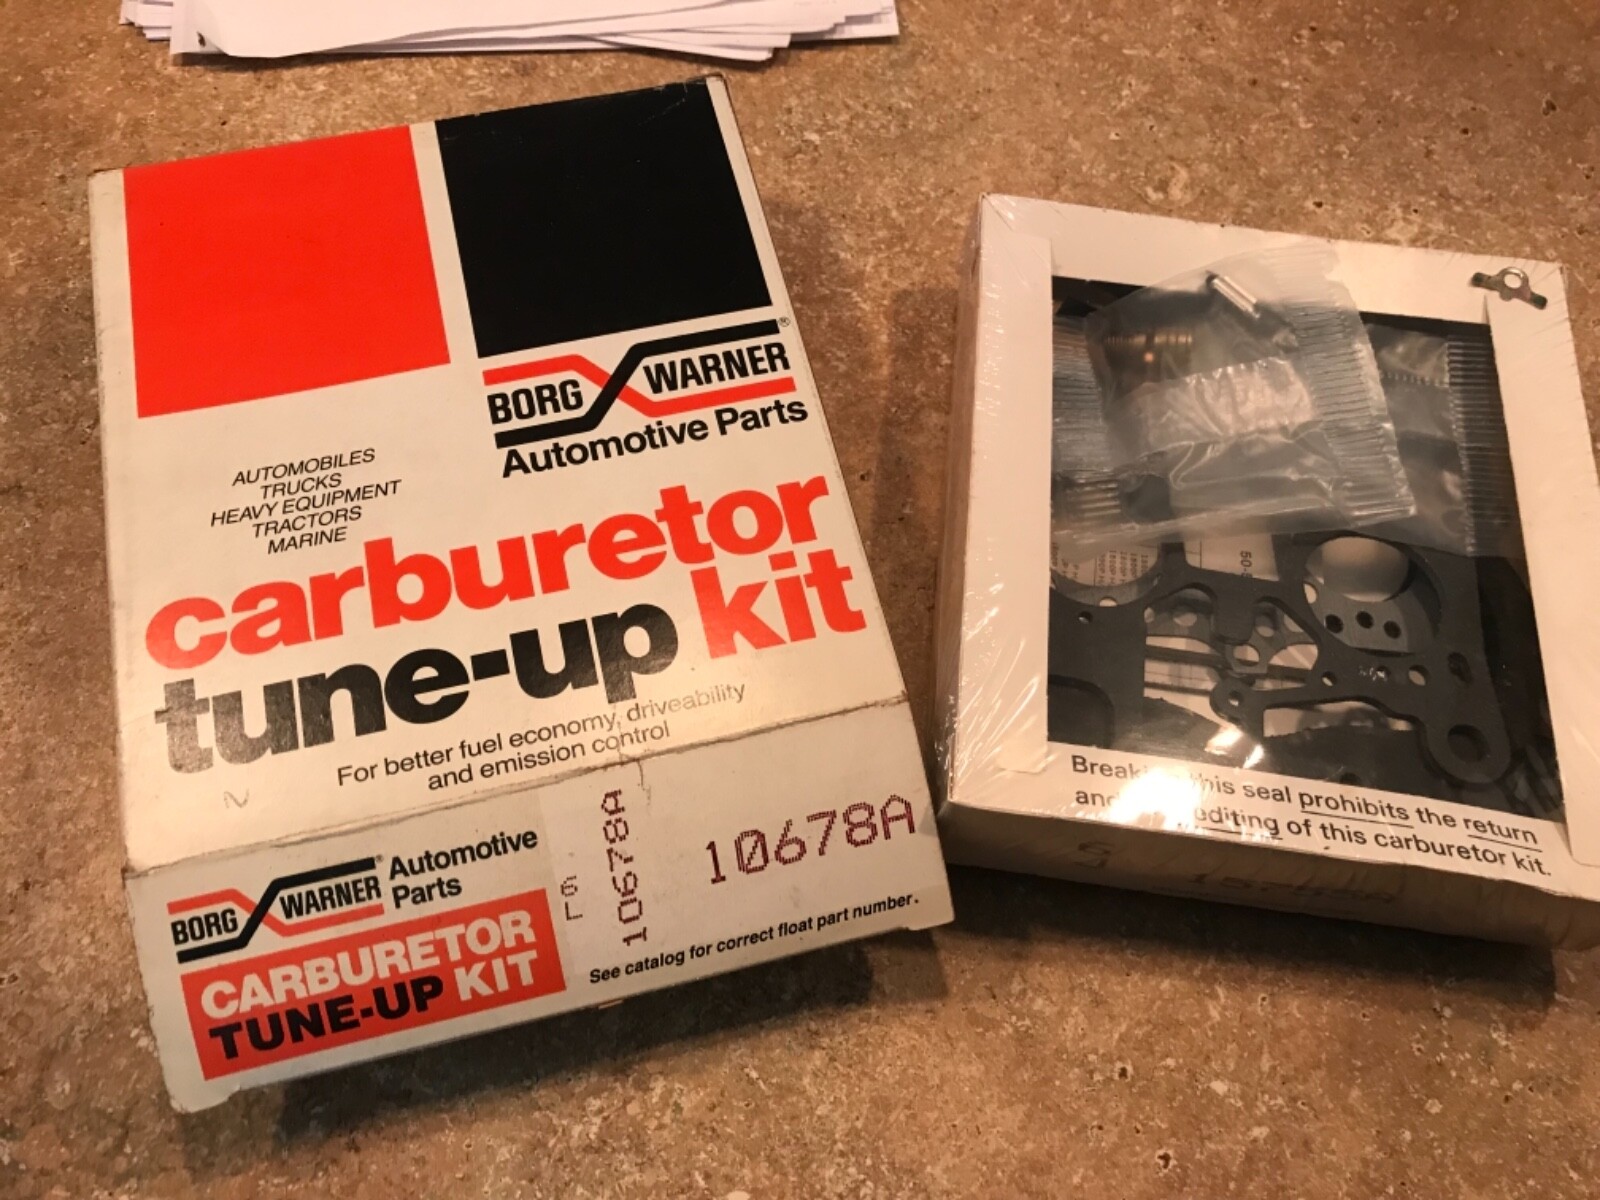 BORG WARNER®
Automotive Parts
AUTOMOBILES
TRUCKS
HEAVY EQUIPMENT
TRACTORS
MARINE
carburetor
tune-up kit
For better fuel economy, driveability
and emission control
BORG WARNER® Automotive
Parts
CARBURETOR
TUNE-UP KIT
10678A
10678A
See catalog for correct float part number.
this seal prohibits the return
of this carburetor kit.